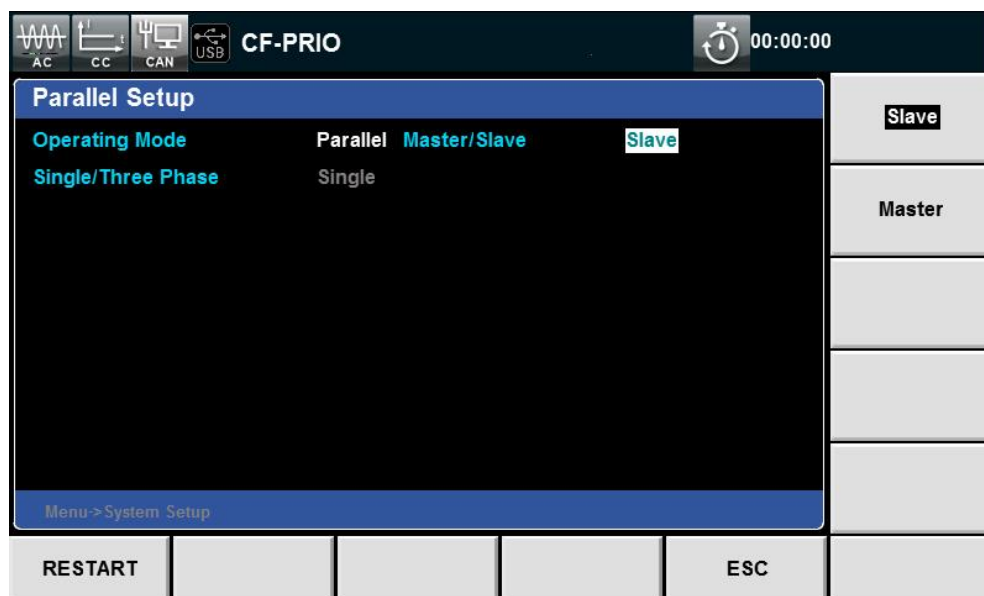 AC CC CAN USB CF-PRIO 00:00:00
Parallel Setup
Slave
Operating Mode Parallel Master/Slave Slave
Single/Three Phase Single
Master
Menu->System Setup
RESTART ESC